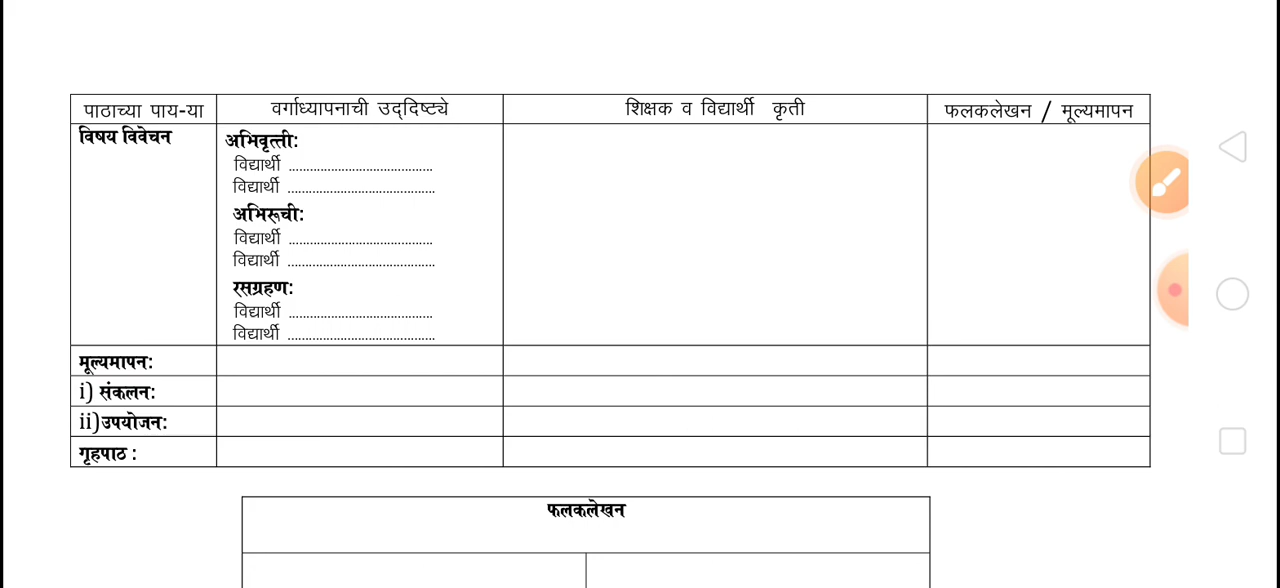 पाठाच्या पाय-या वर्गाध्यापनाची उद्दिष्ट्ये शिक्षक व विद्यार्थी कृती फलकलेखन / मूल्यमापन
विषय विवेचन
अभिवृत्ती:
विद्यार्थी .........................................
विद्यार्थी ..........................................
अभिरूची:
विद्यार्थी .........................................
विद्यार्थी ..........................................
रसग्रहण:
विद्यार्थी .........................................
विद्यार्थी ..........................................
मूल्यमापन:
i) संकलन:
ii)उपयोजन:
गृहपाठ :
फलकलेखन